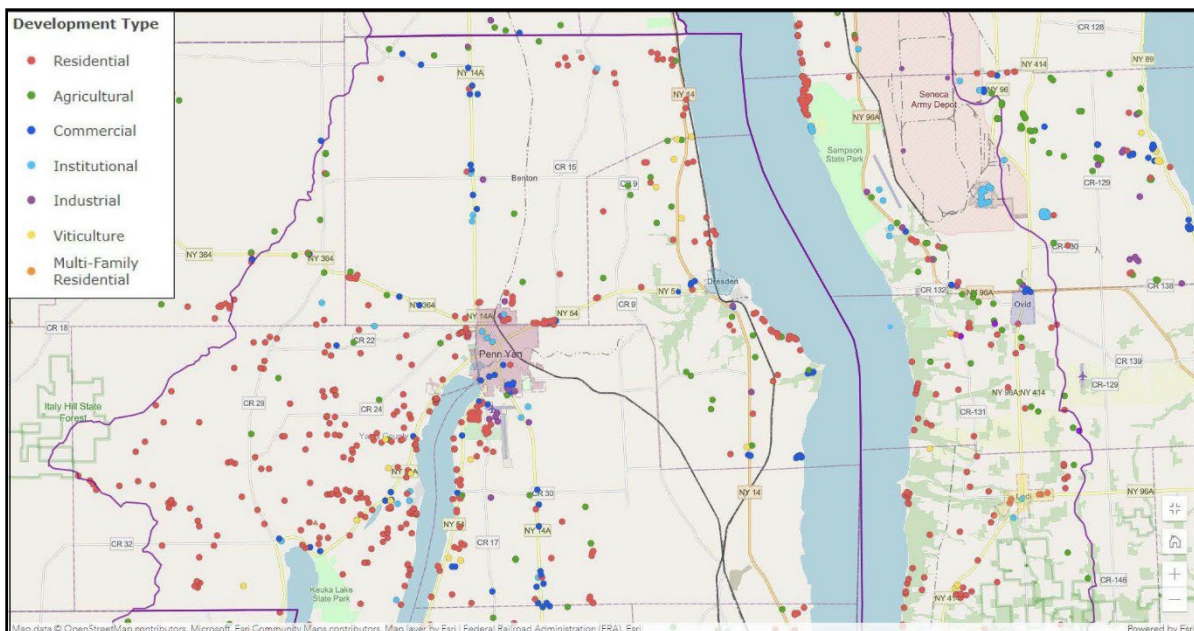 Development Type
Residential
Agricultural
Commercial
Institutional
Industrial
Viticulture
Multi-Family
Residential
CR 128
NY 414
NY 89
NY 14A
NY 14
NY 96
Seneca
Army Depot
NY 96A
Sampson
State Park
CR 15
Benton
CR 9
CR-129
NY 364
NY 364
CR-130
Dresden
NY 54
NY 364
CR 132
NY 96A
CR 138
Ovid
CR 18
CR 22
NY 14A
NY 54
CR 9
Penn Yan
CR 139
CR-129
Italy Hill State
Forest
CR 29
CR 24
NY 96A
NY 414
CR-131
Yates County
NY 54A
CR 30
NY 14
Lodi
NY 96A
NY 54
NY 14A
CR 32
CR 17
Keuka Lake
State Park
CR-146
NY 414
Map data © OpenStreetMap contributors, Microsoft, Esri Community Maps contributors, Map layer by Esri | Federal Railroad Administration (FRA), Esri
Powered by Esri